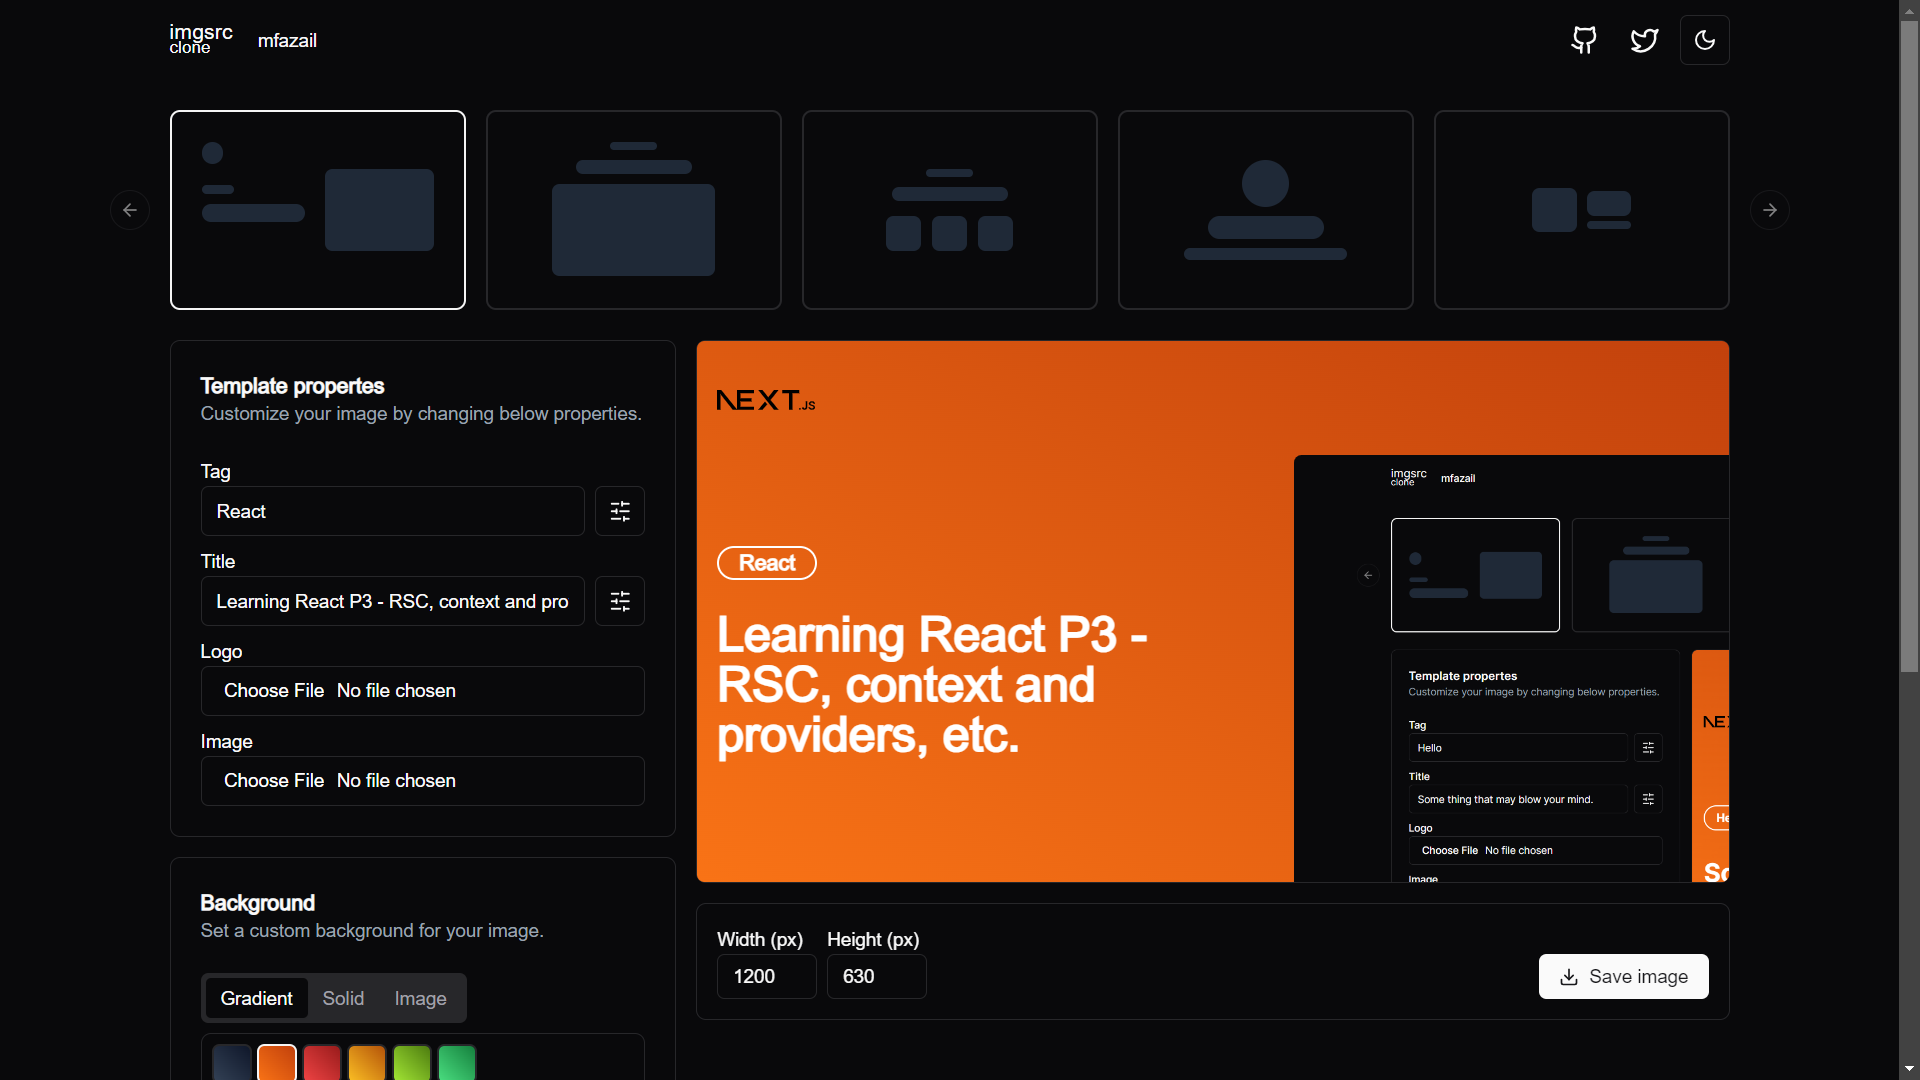 imgsrc
clone
mfazail
Template propertes
Customize your image by changing below properties.
Tag
React
Title
Learning React P3 - RSC, context and pro
Logo
Choose File No file chosen
Image
Choose File No file chosen
Background
Set a custom background for your image.
Gradient Solid Image
NEXT.JS
React
Learning React P3 -
RSC, context and
providers, etc.
imgsrc
clone
mfazail
Template propertes
Customize your image by changing below properties.
Tag
Hello
Title
Some thing that may blow your mind.
Logo
Choose File No file chosen
Image
NE
He
So
Width (px) Height (px)
1200 630
Save image